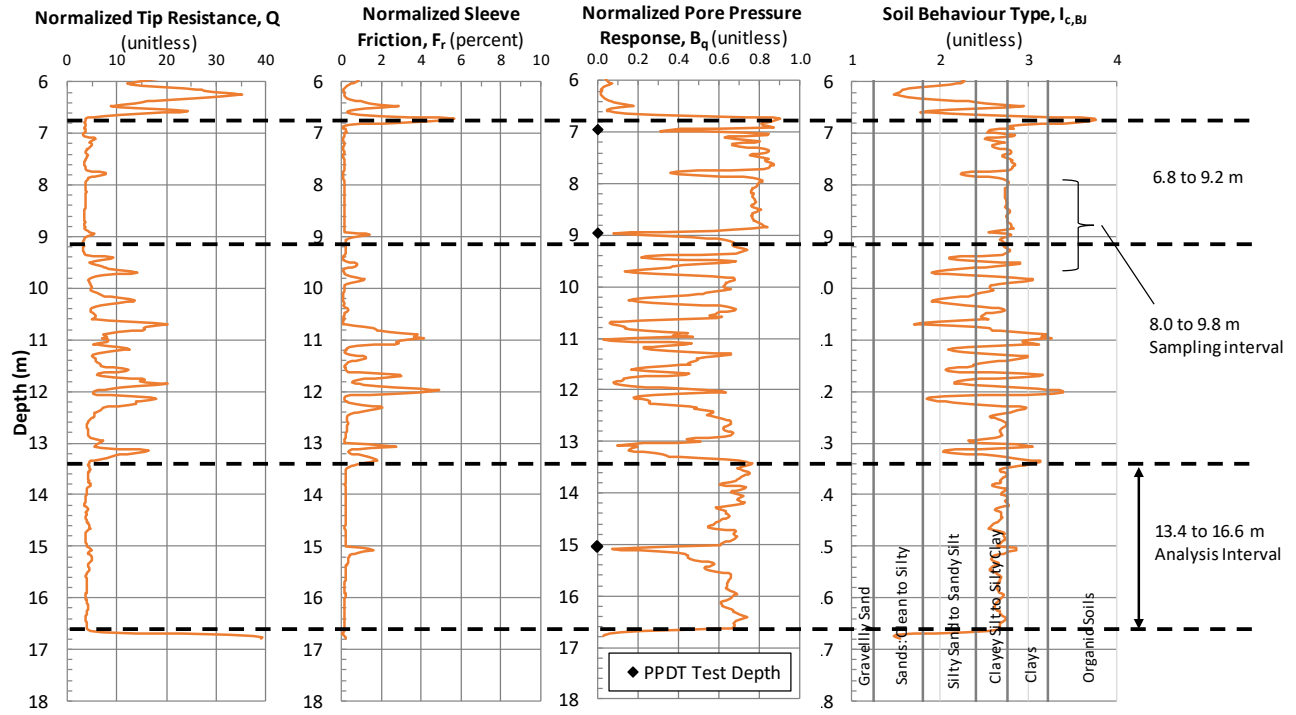 Normalized Tip Resistance, Q
(unitless)
0 10 20 30 40
6
7
8
9
10
11
12
13
14
15
16
17
18
Depth (m)
Normalized Sleeve
Friction, Fr (percent)
0 2 4 6 8 10
6
7
8
9
10
11
12
13
14
15
16
17
18
Normalized Pore Pressure
Response, Bq (unitless)
0.0 0.2 0.4 0.6 0.8 1.0
6
7
8
9
10
11
12
13
14
15
16
17
18
◆ PPDT Test Depth
Soil Behaviour Type, Ic,BJ
(unitless)
1 2 3 4
6
7
8
9
.0
.1
.2
.3
.4
.5
.6
.7
.8
Gravellly Sand
Sands:Clean to Silty
Silty Sand to Sandy Silt
Clayey Silt to Silty Clay
Clays
Organic Soils
6.8 to 9.2 m
8.0 to 9.8 m
Sampling interval
13.4 to 16.6 m
Analysis Interval